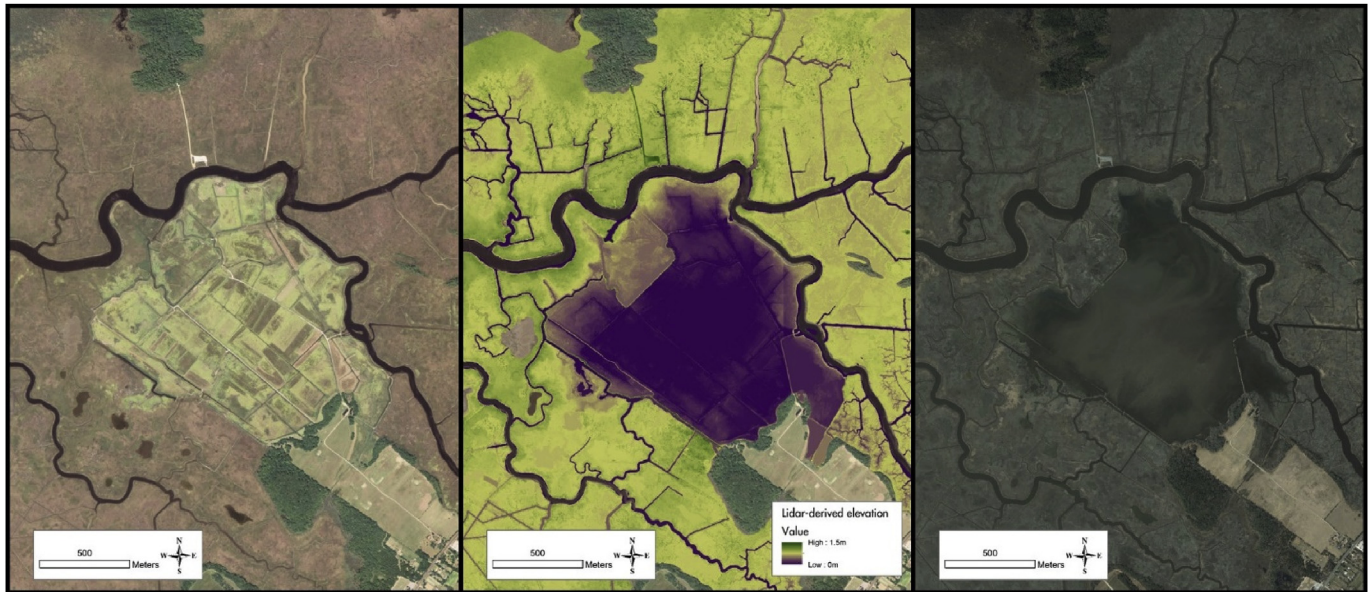 500
Meters
N
W E
S
500
Meters
N
W E
S
Lidar-derived elevation
Value
High : 1.5m
Low : 0m
500
Meters
N
W E
S